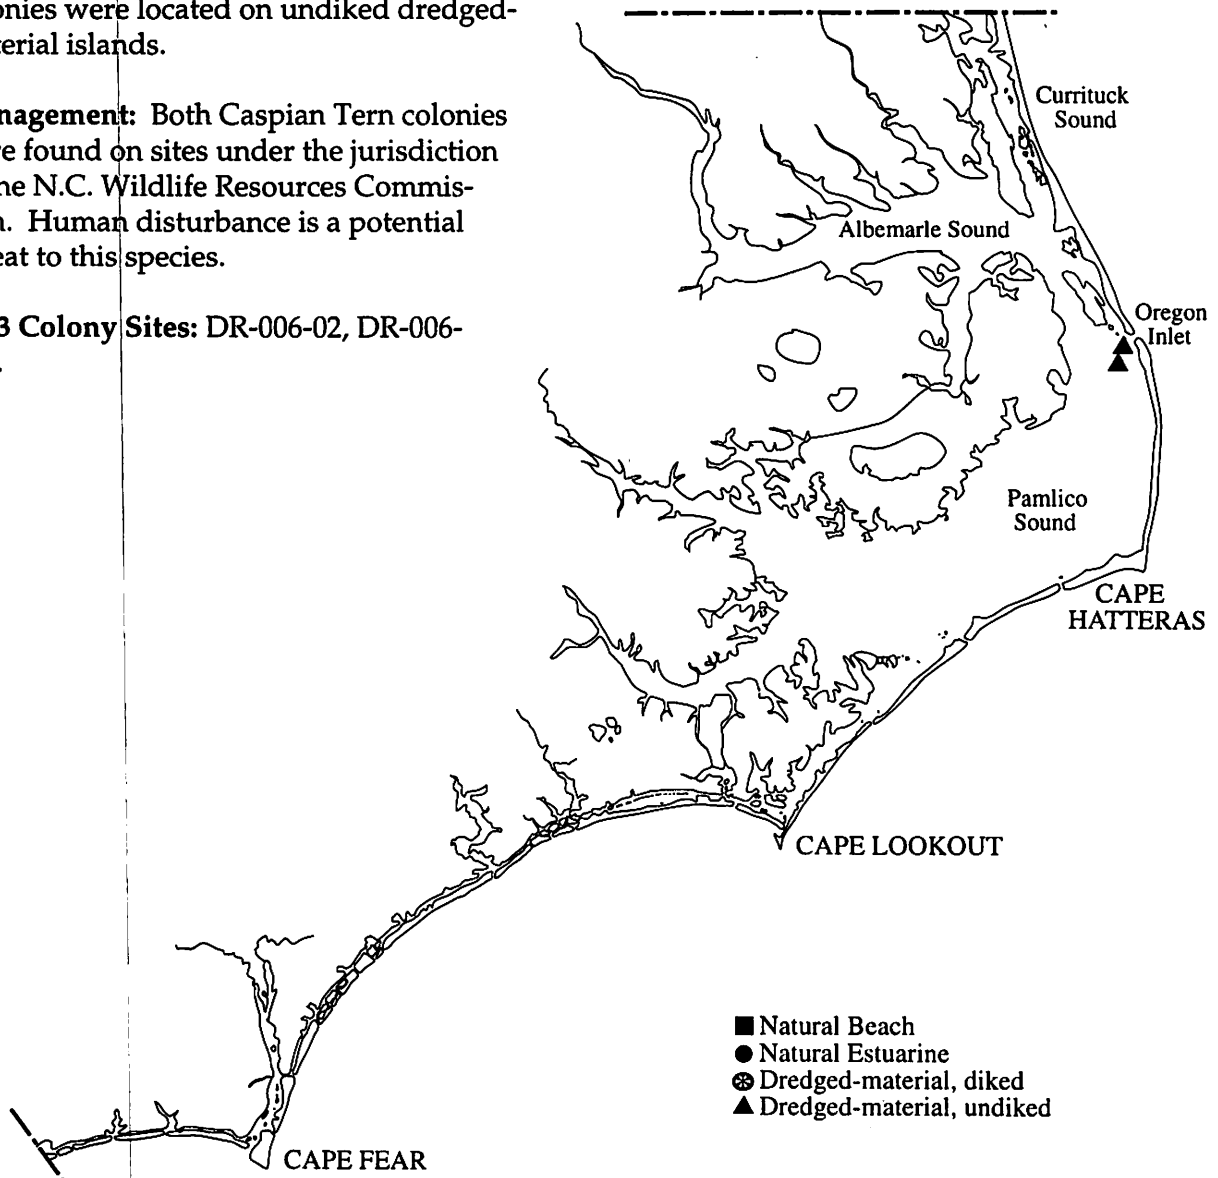 onies were located on undiked dredged-
erial islands.
nagement: Both Caspian Tern colonies
re found on sites under the jurisdiction
he N.C. Wildlife Resources Commis-
n. Human disturbance is a potential
eat to this species.
3 Colony Sites: DR-006-02, DR-006-
.
Currituck
Sound
Albemarle Sound
Oregon
Inlet
Pamlico
Sound
CAPE
HATTERAS
CAPE LOOKOUT
Natural Beach
Natural Estuarine
Dredged-material, diked
Dredged-material, undiked
CAPE FEAR